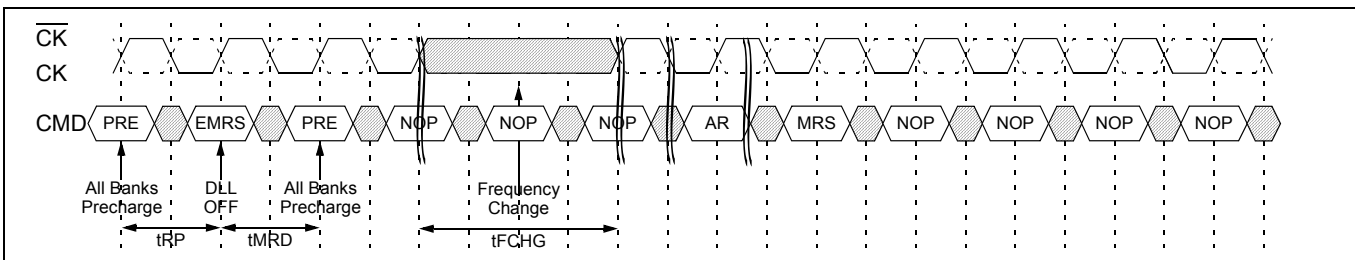 CK
CK
CMD PRE EMRS PRE NOP NOP NOP AR MRS NOP NOP NOP NOP
All Banks Precharge
DLL OFF
All Banks Precharge
Frequency Change
tRP tMRD tFCHG